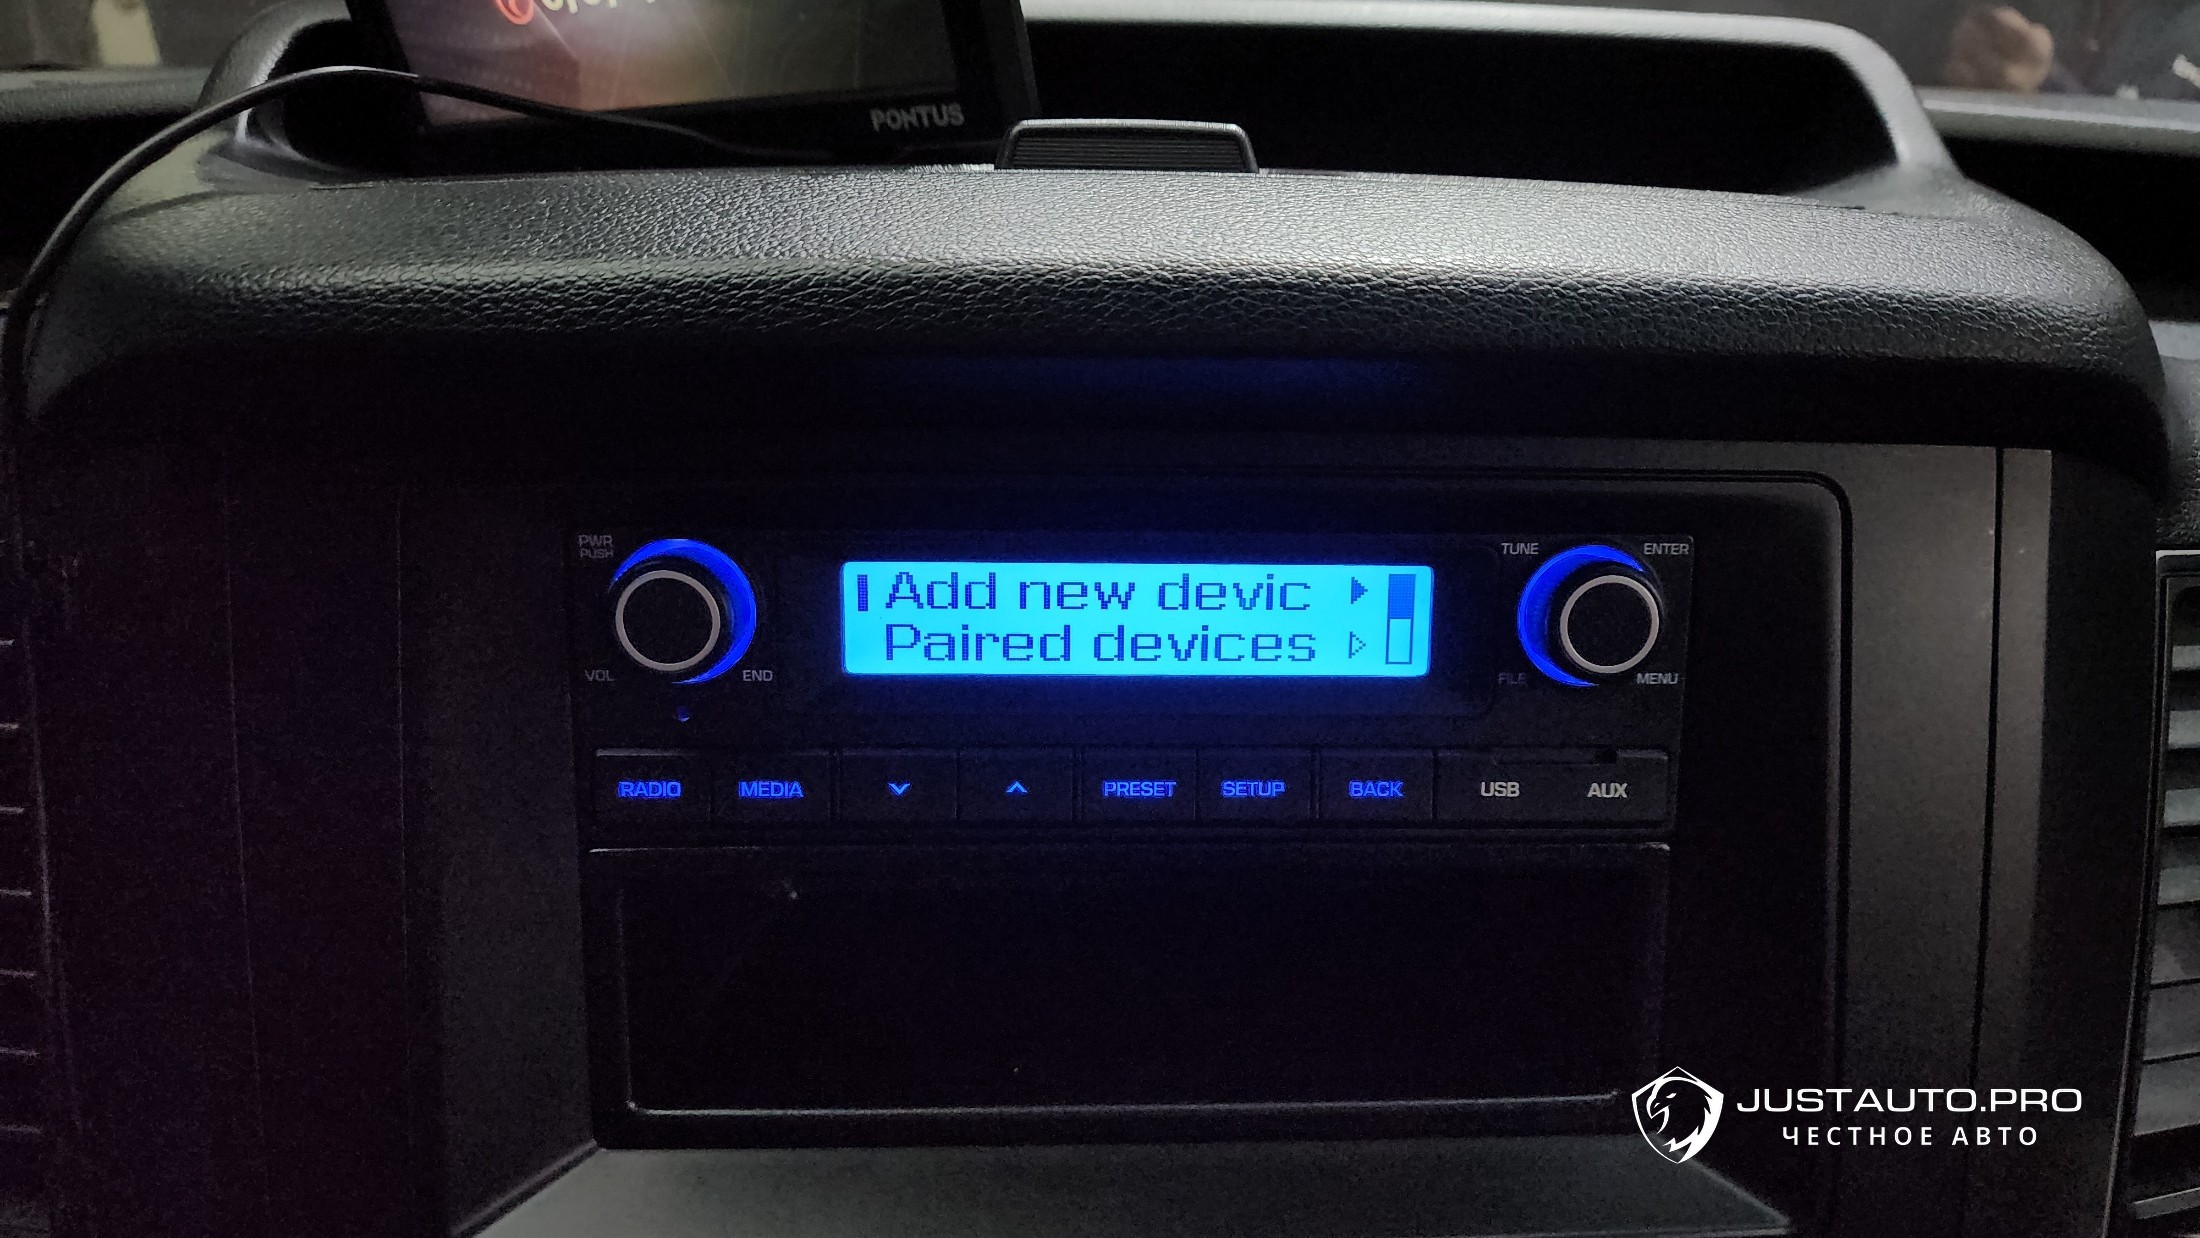 PONTUS
PWR
PUSH
TUNE
ENTER
Add new devic
Paired devices
VOL
END
FILE
MENU
RADIO
MEDIA
PRESET
SETUP
BACK
USB
AUX
JUSTAUTO.PRO
ЧЕСТНОЕ АВТО